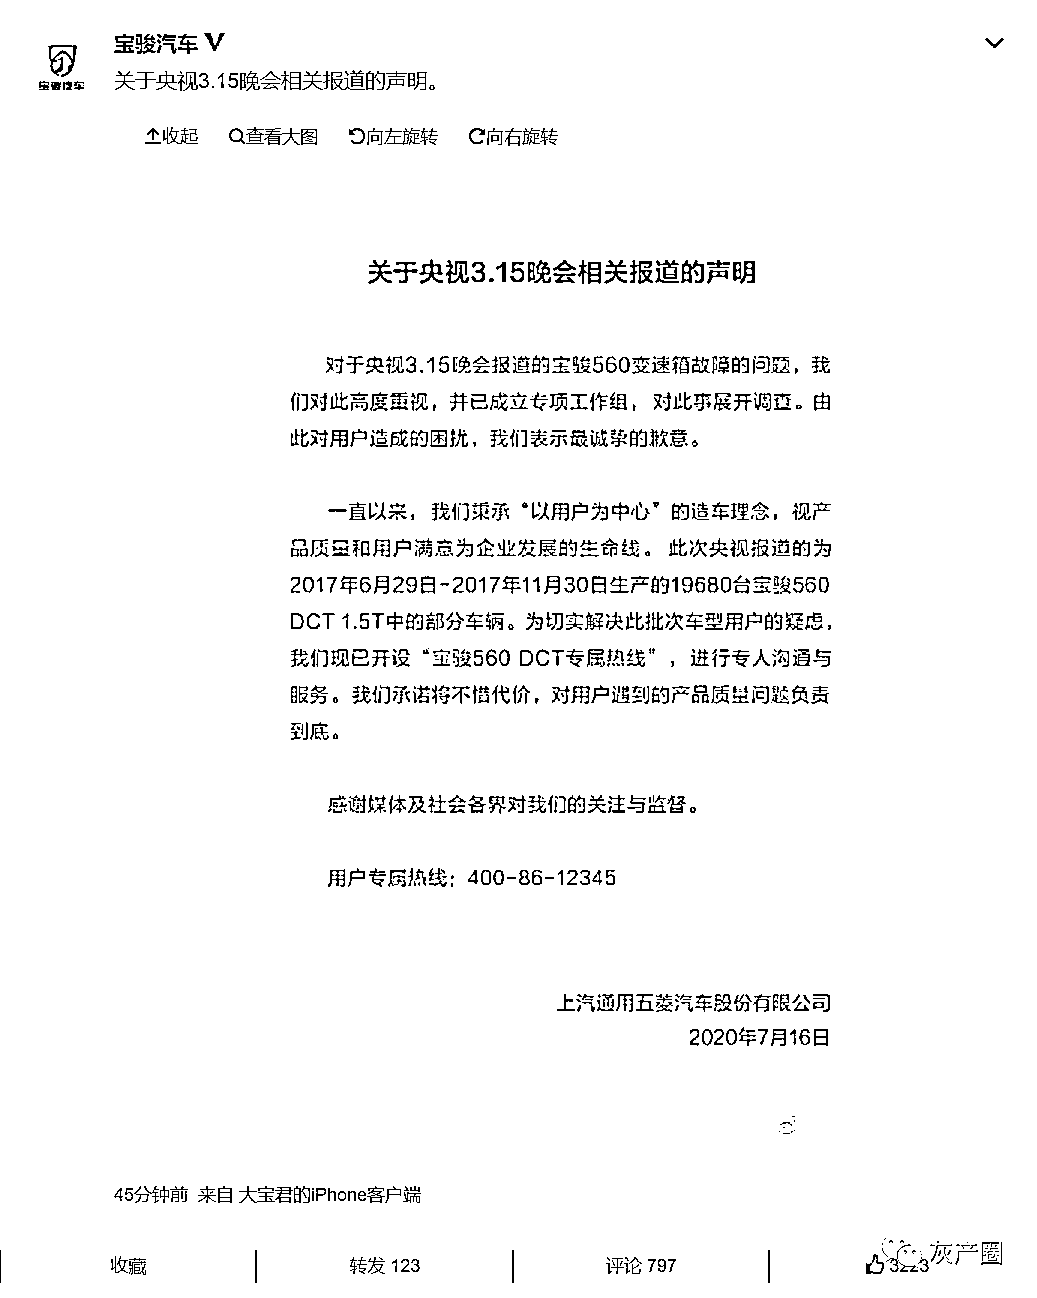 宝骏汽车 V
宝骏汽车
关于央视3.15晚会相关报道的声明。
收起 查看大图 向左旋转 向右旋转
关于央视3.15晚会相关报道的声明
对于央视3.15晚会报道的宝骏560变速箱故障的问题，我
们对此高度重视，并已成立专项工作组， 对此事展开调查。由
此对用户造成的困扰，我们表示最诚挚的歉意。
一直以来，我们秉承“以用户为中心”的造车理念，视产
品质量和用户满意为企业发展的生命线。 此次央视报道的为
2017年6月29日-2017年11月30日生产的19680台宝骏560
DCT 1.5T中的部分车辆。为切实解决此批次车型用户的疑虑，
我们现已开设“宝骏560 DCT专属热线”，进行专人沟通与
服务。我们承诺将不惜代价，对用户遇到的产品质量问题负责
到底。
感谢媒体及社会各界对我们的关注与监督。
用户专属热线：400-86-12345
上汽通用五菱汽车股份有限公司
2020年7月16日
45分钟前 来自 大宝君的iPhone客户端
收藏 转发 123 评论 797 3223
灰产圈